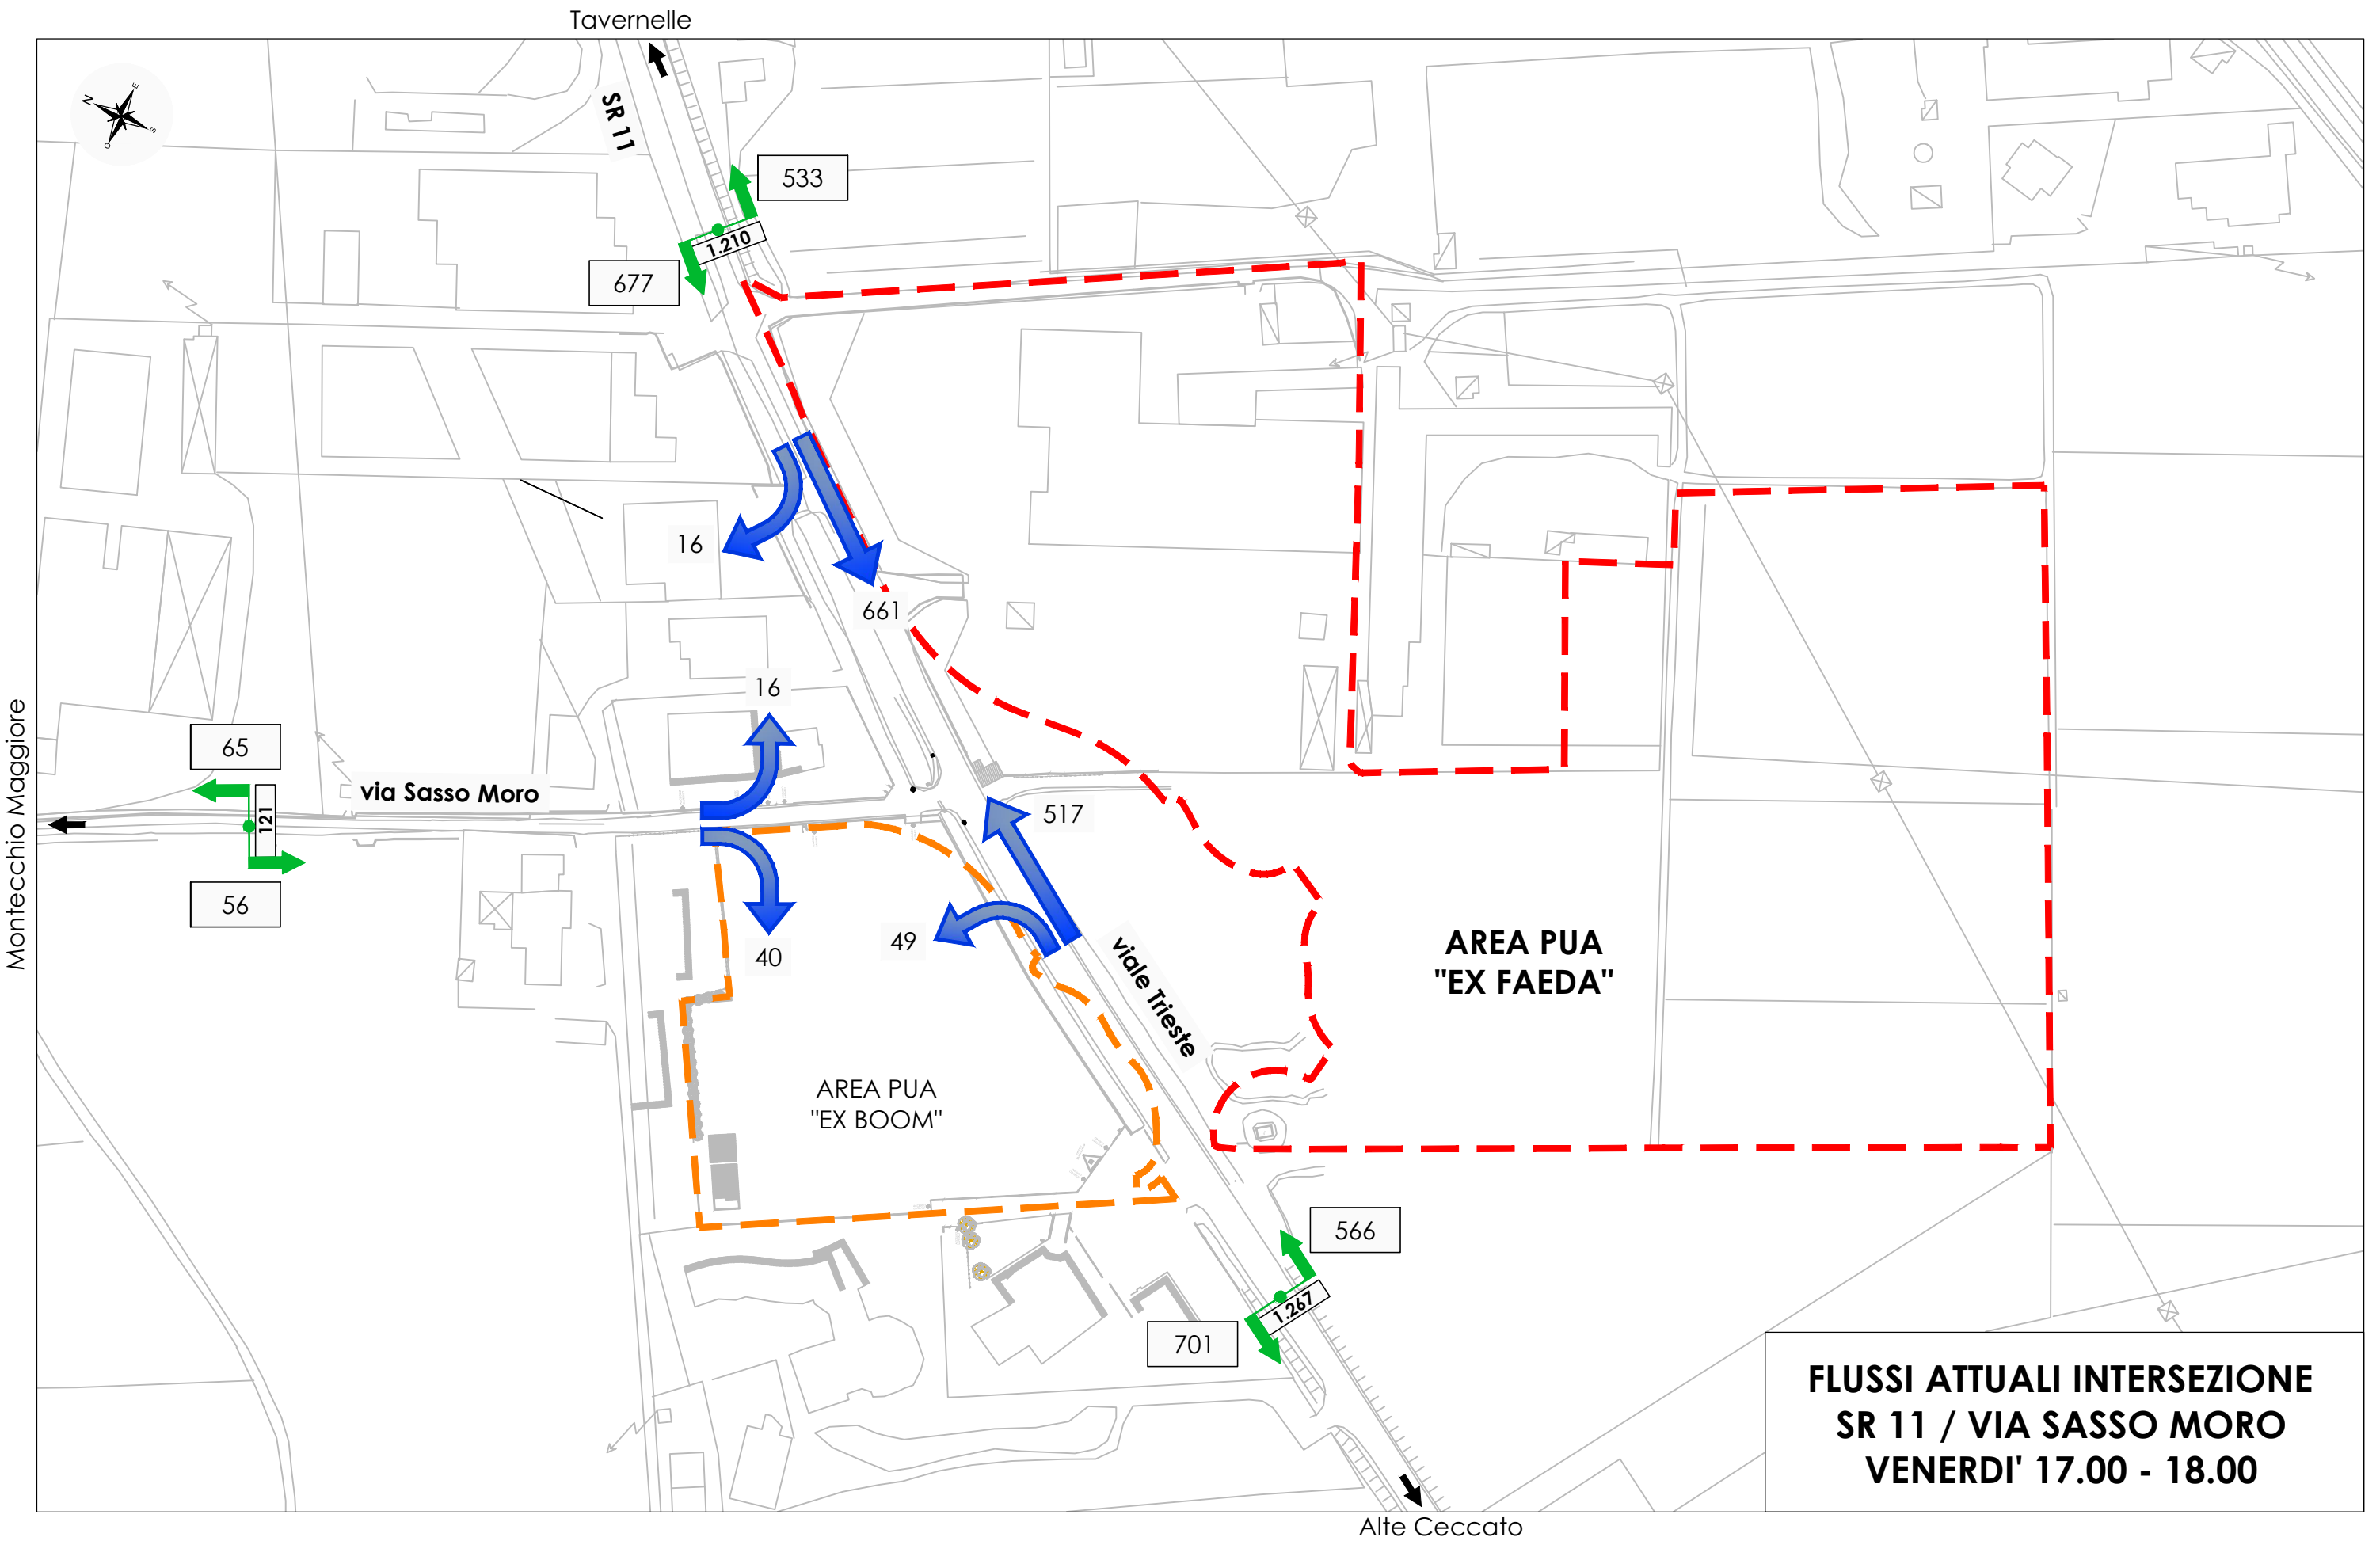 Tavernelle
N
E
S
O
SR 11
533
1.210
677
16
661
16
Montecchio Maggiore
65
via Sasso Moro
121
56
517
49
40
viale Trieste
AREA PUA
"EX FAEDA"
AREA PUA
"EX BOOM"
566
1.267
701
FLUSSI ATTUALI INTERSEZIONE
SR 11 / VIA SASSO MORO
VENERDI' 17.00 - 18.00
Alte Ceccato